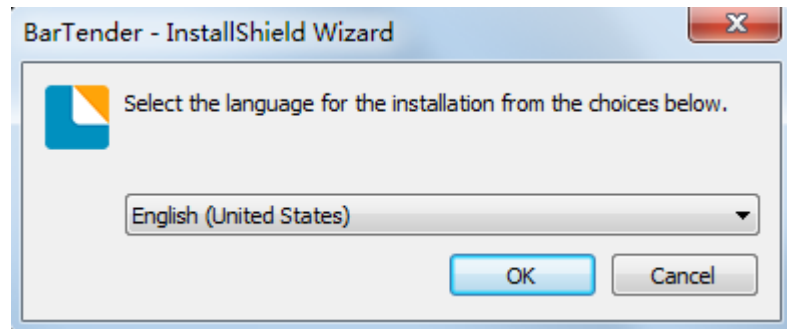 BarTender - InstallShield Wizard
Select the language for the installation from the choices below.
English (United States)
OK
Cancel